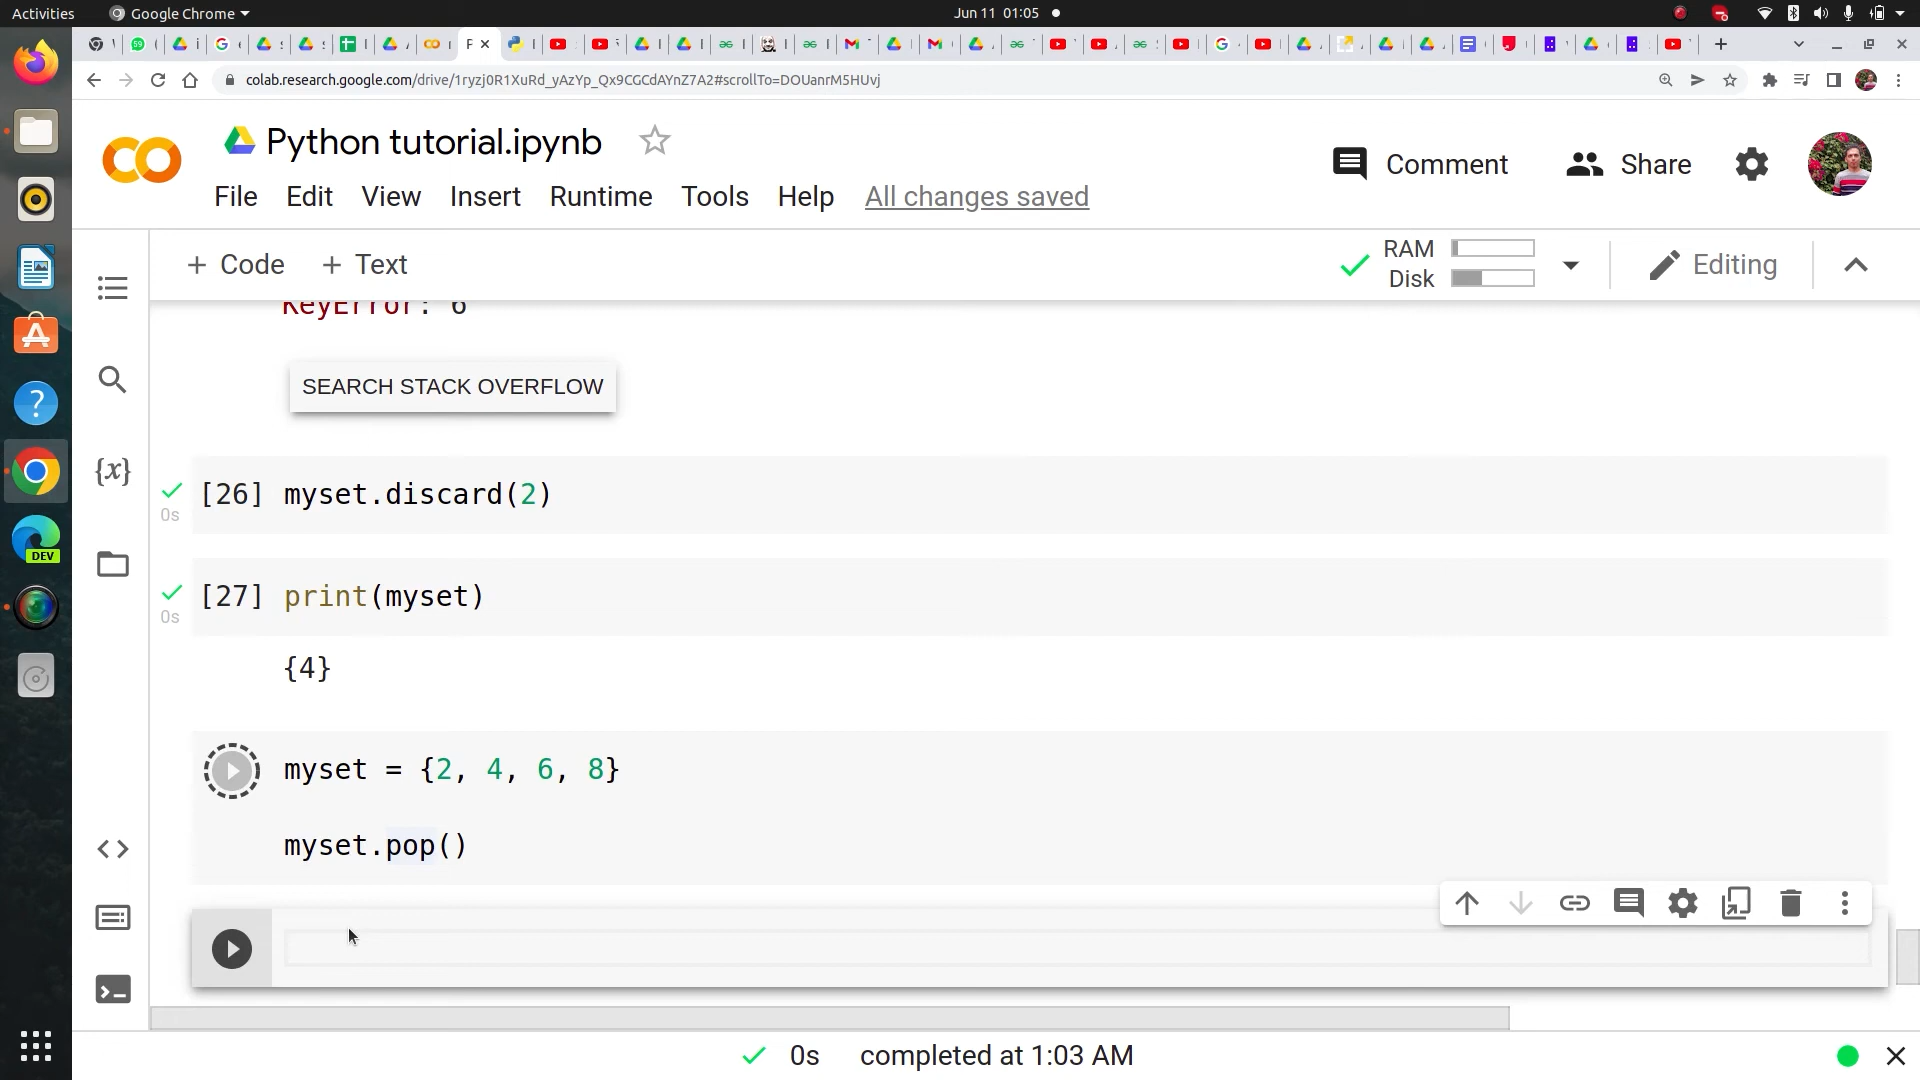 Activities
Google Chrome
Jun 11 01:05
colab.research.google.com/drive/1ryzj0R1XuRd_yAzYp_Qx9CGCdAYnZ7A2#scrollTo=DOUanrM5HUvj
Python tutorial.ipynb
Comment
Share
File Edit View Insert Runtime Tools Help All changes saved
+ Code + Text
RAM
Disk
Editing
KeyError: 6
SEARCH STACK OVERFLOW
[26] myset.discard(2)
0s
{x}
[27] print(myset)
0s
DEV
{4}
myset = {2, 4, 6, 8}
myset.pop()
0s completed at 1:03 AM